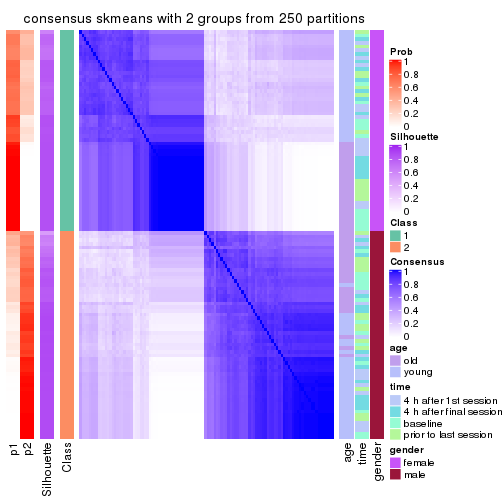 consensus skmeans with 2 groups from 250 partitions
Prob
1
0.8
0.6
0.4
0.2
0
Silhouette
1
0.8
0.6
0.4
0.2
0
Class
1
2
Consensus
1
0.8
0.6
0.4
0.2
0
age
old
young
time
4 h after 1st session
4 h after final session
baseline
prior to last session
gender
female
male
p1
p2
Silhouette
Class
age
time
gender